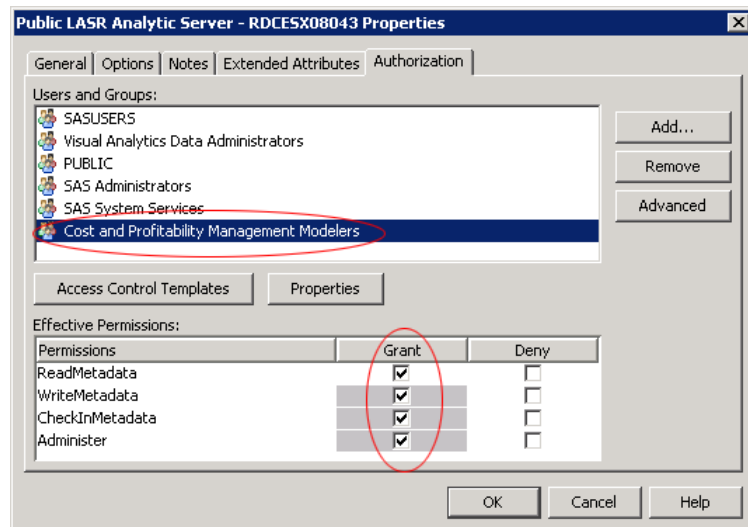 Public LASR Analytic Server - RDCESX08043 Properties
General Options Notes Extended Attributes Authorization
Users and Groups:
SASUSERS
Visual Analytics Data Administrators
PUBLIC
SAS Administrators
SAS System Services
Cost and Profitability Management Modelers
Add...
Remove
Advanced
Access Control Templates Properties
Effective Permissions:
Permissions Grant Deny
ReadMetadata
WriteMetadata
CheckInMetadata
Administer
OK Cancel Help